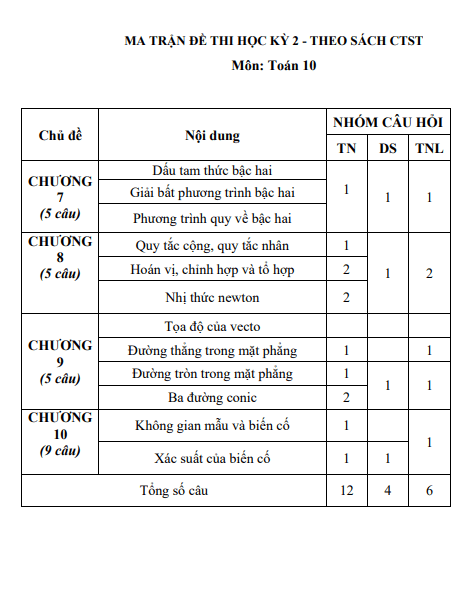 MA TRẬN ĐỀ THI HỌC KỲ 2 - THEO SÁCH CTST
Môn: Toán 10
Chủ đề Nội dung NHÓM CÂU HỎI
TN DS TNL
CHƯƠNG
7
(5 câu)
Dấu tam thức bậc hai
Giải bất phương trình bậc hai
Phương trình quy về bậc hai
1 1 1
CHƯƠNG
8
(5 câu)
Quy tắc cộng, quy tắc nhân 1
Hoán vị, chinh hợp và tổ hợp 2
Nhị thức newton 2
1 2
CHƯƠNG
9
(5 câu)
Tọa độ của vecto
Đường thẳng trong mặt phẳng 1 1
Đường tròn trong mặt phẳng 1
Ba đường conic 2
1 1
CHƯƠNG
10
(9 câu)
Không gian mẫu và biến cố 1
Xác suất của biến cố 1 1
1
Tổng số câu 12 4 6